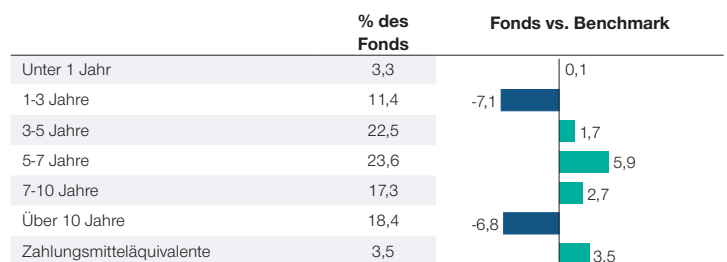 % des Fonds Fonds vs. Benchmark
Unter 1 Jahr 3,3 0,1
1-3 Jahre 11,4 -7,1
3-5 Jahre 22,5 1,7
5-7 Jahre 23,6 5,9
7-10 Jahre 17,3 2,7
Über 10 Jahre 18,4 -6,8
Zahlungsmitteläquivalente 3,5 3,5